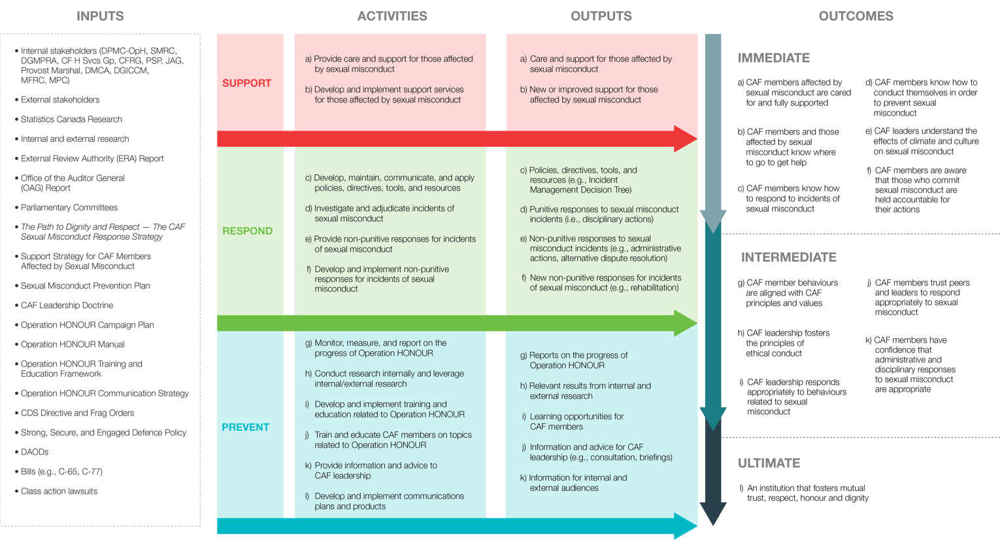 INPUTS
• Internal stakeholders (DPMC-OpH, SMRC,
DGMPRA, CF H Svcs Gp, CFRG, PSP, JAG,
Provost Marshal, DMCA, DGICCM,
MFRC, MPC)
• External stakeholders
• Statistics Canada Research
• Internal and external research
• External Review Authority (ERA) Report
• Office of the Auditor General
(OAG) Report
• Parliamentary Committees
• The Path to Dignity and Respect — The CAF
Sexual Misconduct Response Strategy
• Support Strategy for CAF Members
Affected by Sexual Misconduct
• Sexual Misconduct Prevention Plan
• CAF Leadership Doctrine
• Operation HONOUR Campaign Plan
• Operation HONOUR Manual
• Operation HONOUR Training and
Education Framework
• Operation HONOUR Communication Strategy
• CDS Directive and Frag Orders
• Strong, Secure, and Engaged Defence Policy
• DAODs
• Bills (e.g., C-65, C-77)
• Class action lawsuits
ACTIVITIES
OUTPUTS
SUPPORT
a) Provide care and support for those affected
by sexual misconduct
b) Develop and implement support services
for those affected by sexual misconduct
a) Care and support for those affected by
sexual misconduct
b) New or improved support for those
affected by sexual misconduct
RESPOND
c) Develop, maintain, communicate, and apply
policies, directives, tools, and resources
d) Investigate and adjudicate incidents of
sexual misconduct
e) Provide non-punitive responses for incidents
of sexual misconduct
f) Develop and implement non-punitive
responses for incidents of sexual
misconduct
c) Policies, directives, tools, and
resources (e.g., Incident
Management Decision Tree)
d) Punitive responses to sexual misconduct
incidents (i.e., disciplinary actions)
e) Non-punitive responses to sexual
misconduct incidents (e.g., administrative
actions, alternative dispute resolution)
f) New non-punitive responses for incidents
of sexual misconduct (e.g., rehabilitation)
PREVENT
g) Monitor, measure, and report on the
progress of Operation HONOUR
h) Conduct research internally and leverage
internal/external research
i) Develop and implement training and
education related to Operation HONOUR
j) Train and educate CAF members on topics
related to Operation HONOUR
k) Provide information and advice to
CAF leadership
l) Develop and implement communications
plans and products
g) Reports on the progress of
Operation HONOUR
h) Relevant results from internal and
external research
i) Learning opportunities for
CAF members
j) Information and advice for CAF
leadership (e.g., consultation, briefings)
k) Information for internal and
external audiences
OUTCOMES
IMMEDIATE
a) CAF members affected by
sexual misconduct are cared
for and fully supported
b) CAF members and those
affected by sexual
misconduct know where
to go to get help
c) CAF members know how
to respond to incidents of
sexual misconduct
d) CAF members know how to
conduct themselves in order
to prevent sexual
misconduct
e) CAF leaders understand the
effects of climate and culture
on sexual misconduct
f) CAF members are aware
that those who commit
sexual misconduct are
held accountable for
their actions
INTERMEDIATE
g) CAF member behaviours
are aligned with CAF
principles and values
h) CAF leadership fosters
the principles of
ethical conduct
i) CAF leadership responds
appropriately to behaviours
related to sexual
misconduct
j) CAF members trust peers
and leaders to respond
appropriately to sexual
misconduct
k) CAF members have
confidence that
administrative and
disciplinary responses
to sexual misconduct
are appropriate
ULTIMATE
l) An institution that fosters mutual
trust, respect, honour and dignity